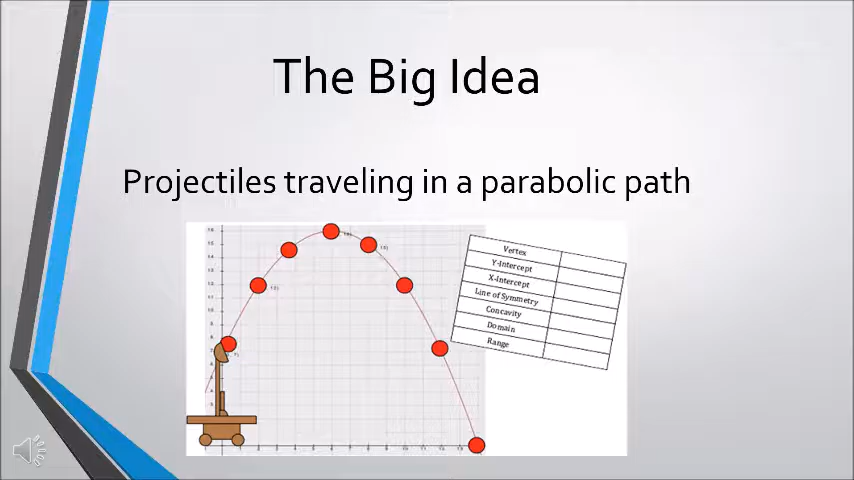 The Big Idea
Projectiles traveling in a parabolic path
Vertex
Y-Intercept
X-Intercept
Line of Symmetry
Concavity
Domain
Range